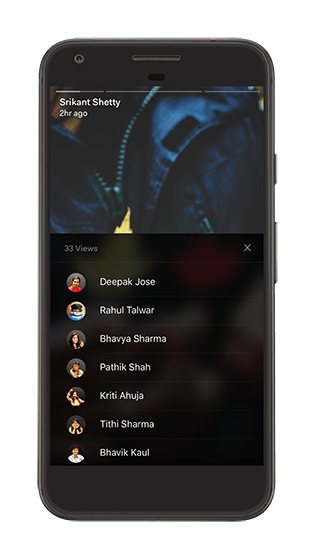 Srikant Shetty
2hr ago
33 Views
Deepak Jose
Rahul Talwar
Bhavya Sharma
Pathik Shah
Kriti Ahuja
Tithi Sharma
Bhavik Kaul